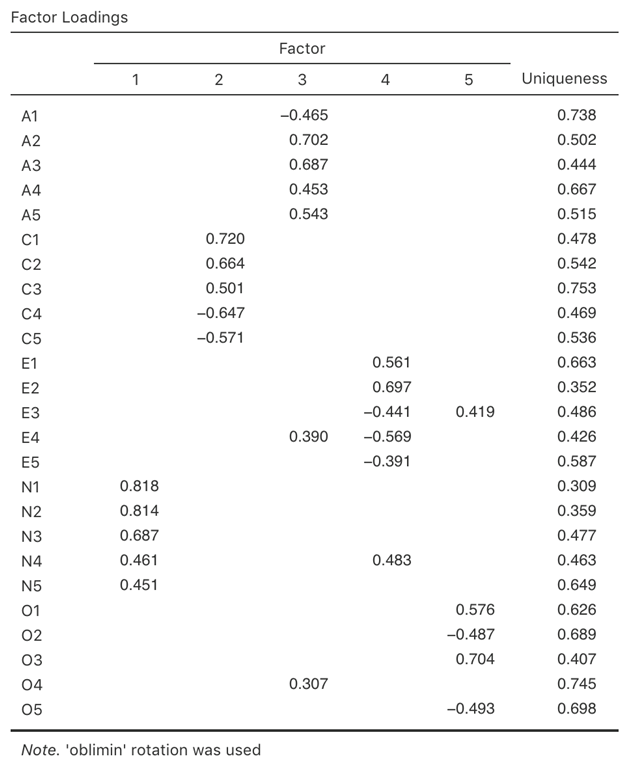 Factor Loadings
Factor
1 2 3 4 5 Uniqueness
A1 −0.465 0.738
A2 0.702 0.502
A3 0.687 0.444
A4 0.453 0.667
A5 0.543 0.515
C1 0.720 0.478
C2 0.664 0.542
C3 0.501 0.753
C4 −0.647 0.469
C5 −0.571 0.536
E1 0.561 0.663
E2 0.697 0.352
E3 −0.441 0.419 0.486
E4 0.390 −0.569 0.426
E5 −0.391 0.587
N1 0.818 0.309
N2 0.814 0.359
N3 0.687 0.477
N4 0.461 0.483 0.463
N5 0.451 0.649
O1 0.576 0.626
O2 −0.487 0.689
O3 0.704 0.407
O4 0.307 0.745
O5 −0.493 0.698
Note. 'oblimin' rotation was used